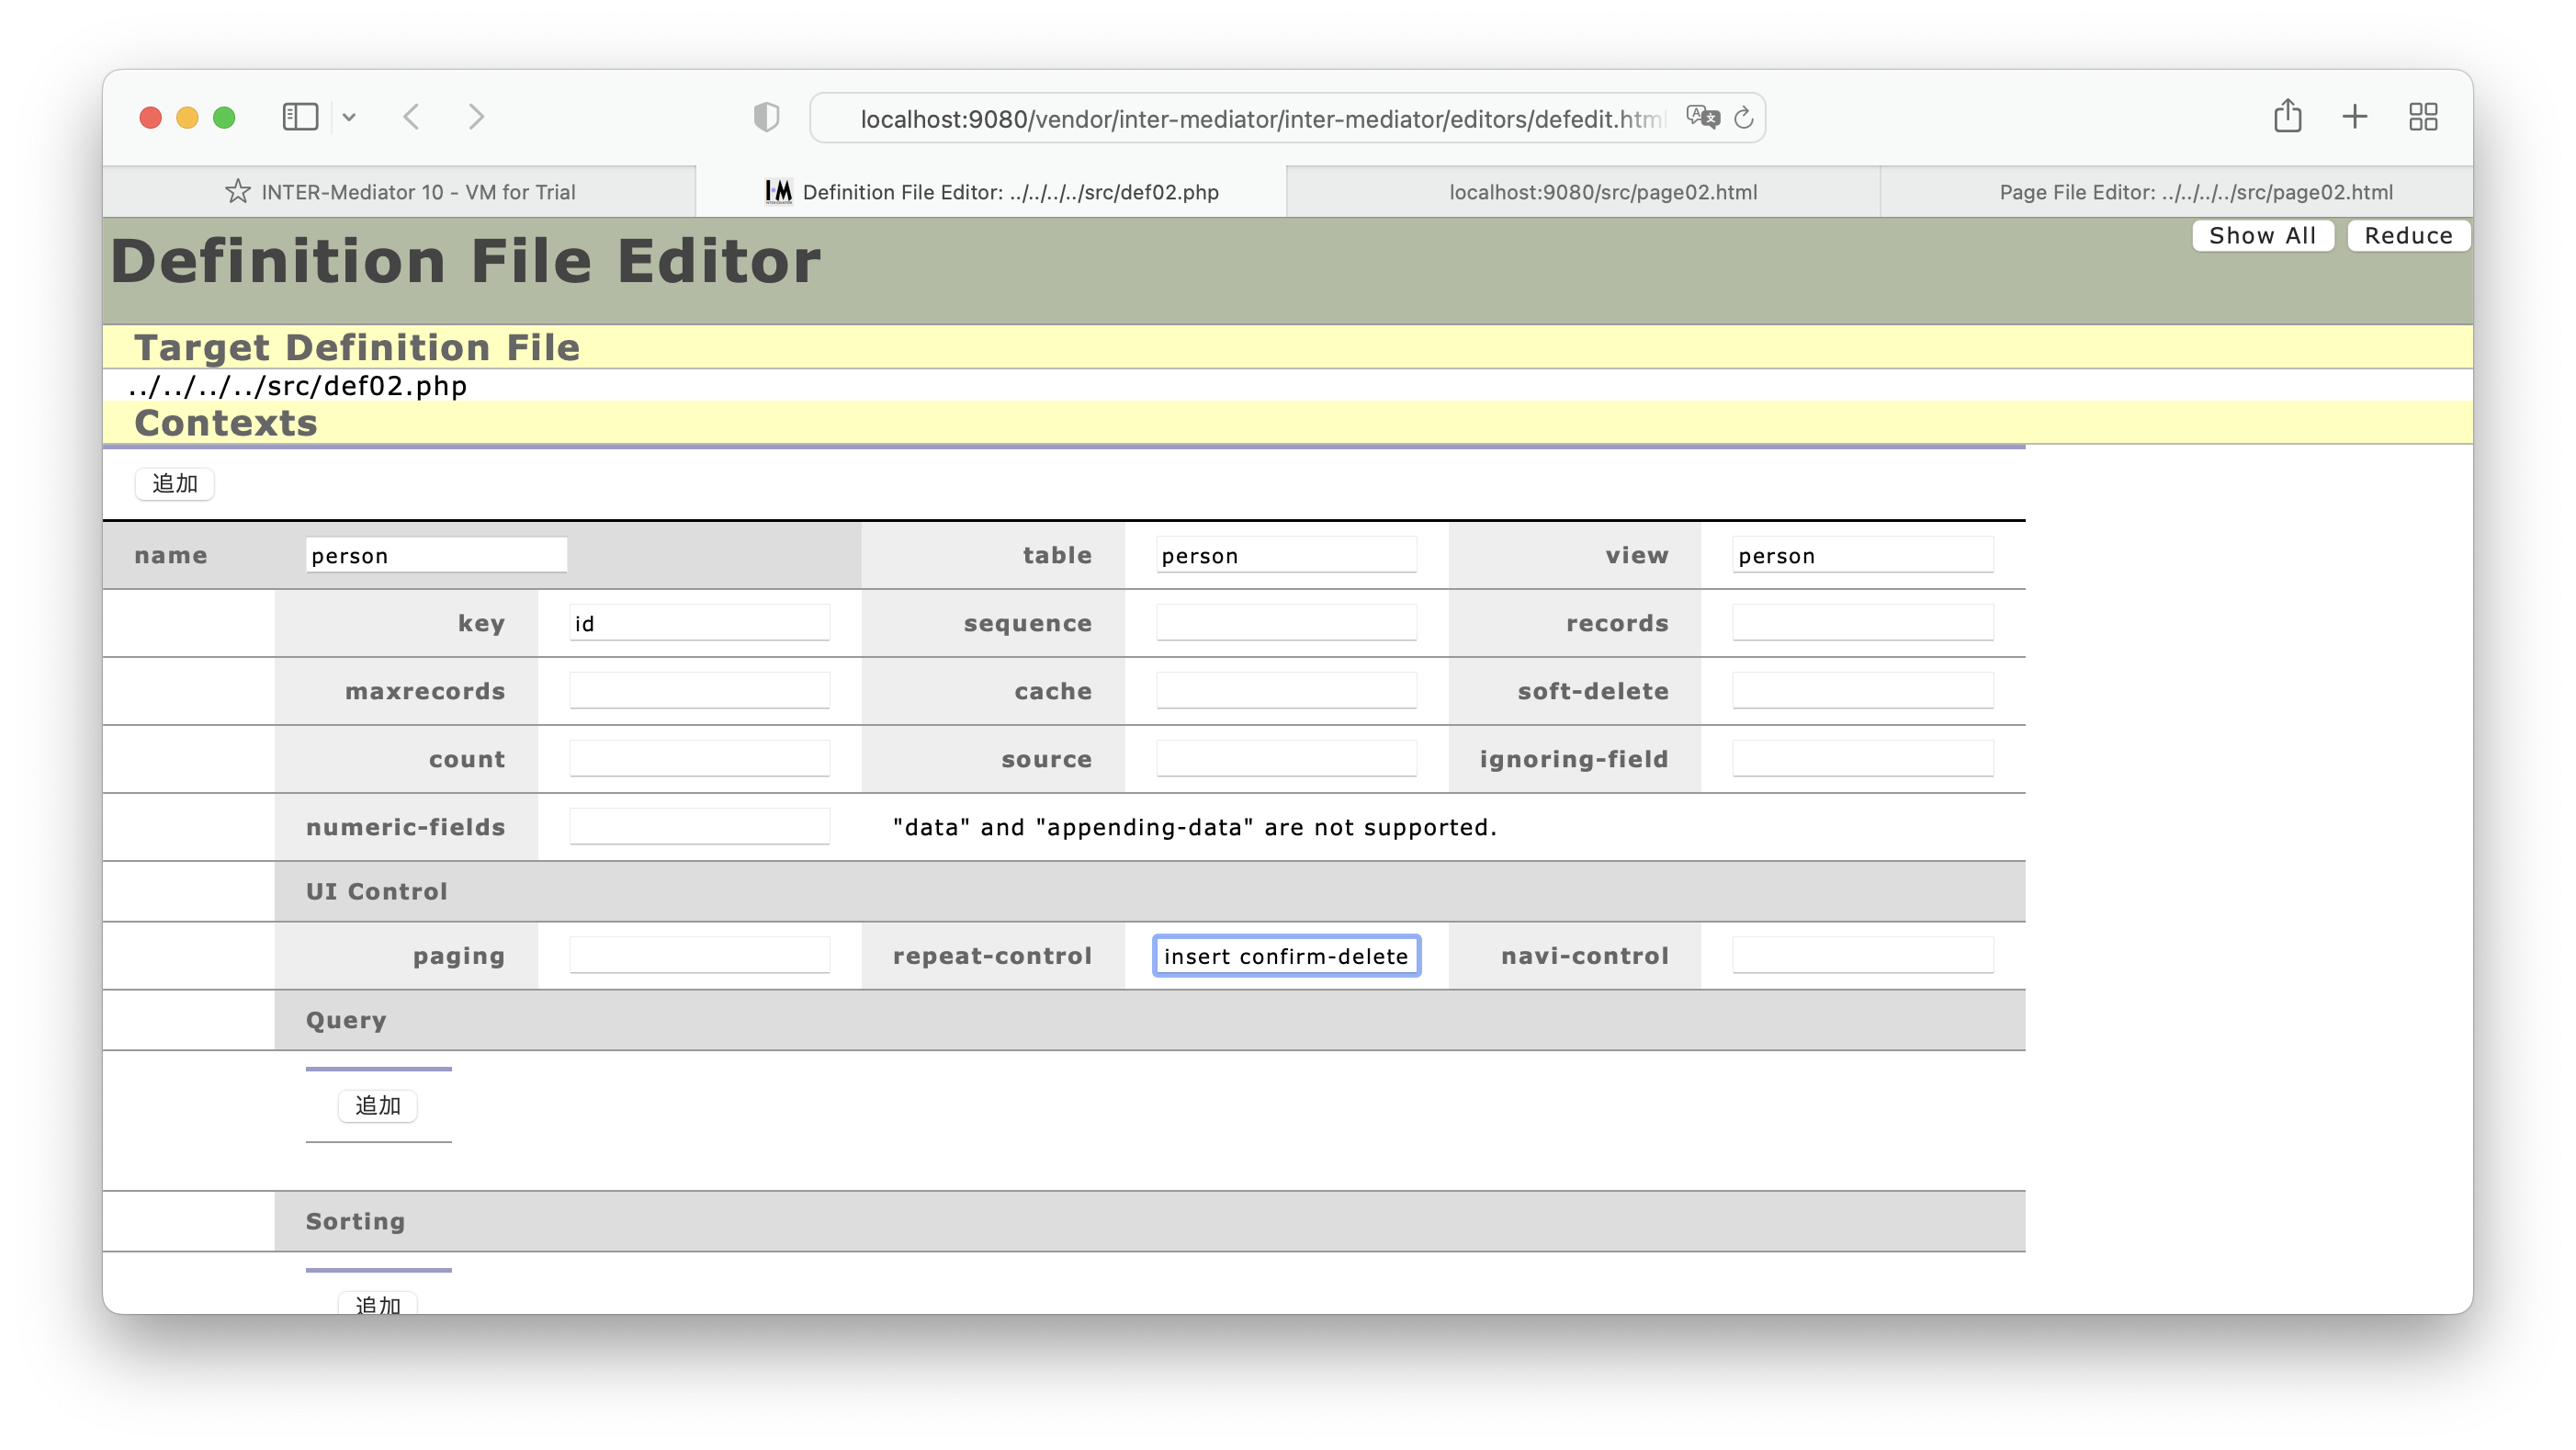 localhost:9080/vendor/inter-mediator/inter-mediator/editors/defedit.html
INTER-Mediator 10 - VM for Trial
Definition File Editor: ../../../../src/def02.php
localhost:9080/src/page02.html
Page File Editor: ../../../../src/page02.html
Definition File Editor
Show All
Reduce
Target Definition File
../../../../src/def02.php
Contexts
追加
name person table person view person
key id sequence records
maxrecords cache soft-delete
count source ignoring-field
numeric-fields "data" and "appending-data" are not supported.
UI Control
paging repeat-control insert confirm-delete navi-control
Query
追加
Sorting
追加